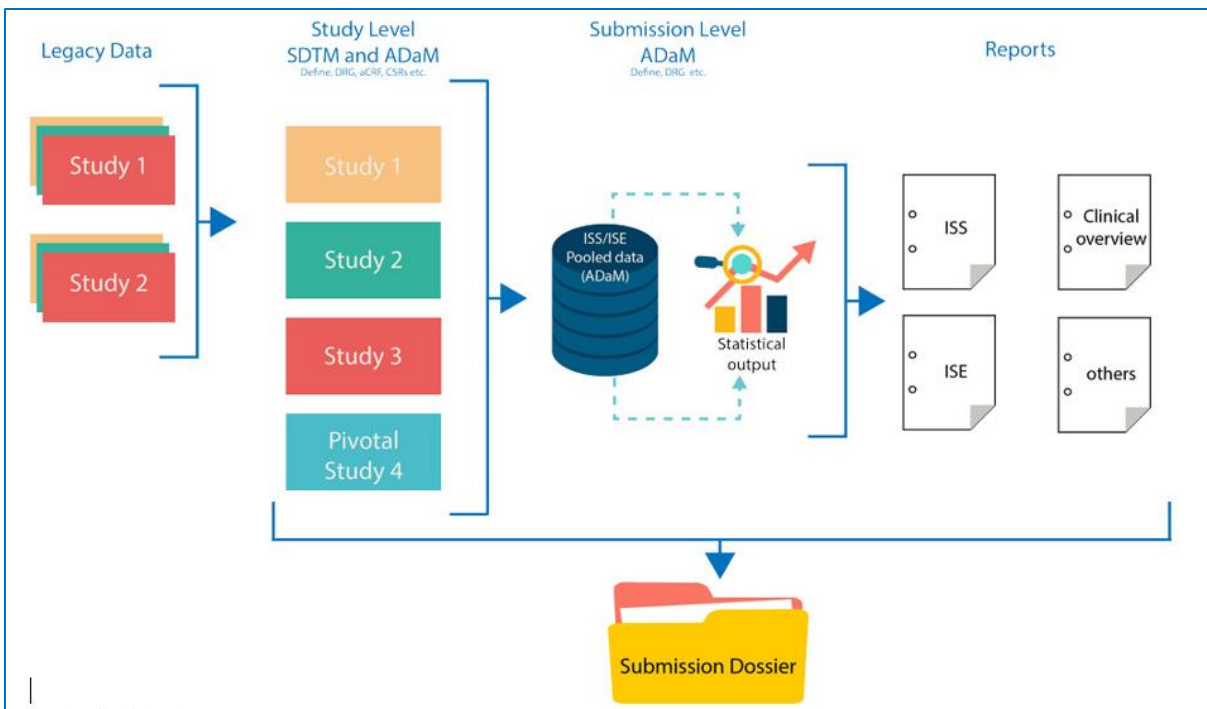 Legacy Data
Study 1
Study 2
Study Level
SDTM and ADaM
Define, DRG, aCRF, CSRs etc.
Study 1
Study 2
Study 3
Pivotal
Study 4
Submission Level
ADaM
Define, DRG etc.
ISS/ISE
Pooled data
(ADaM)
Statistical
output
Reports
ISS
Clinical
overview
ISE
others
Submission Dossier